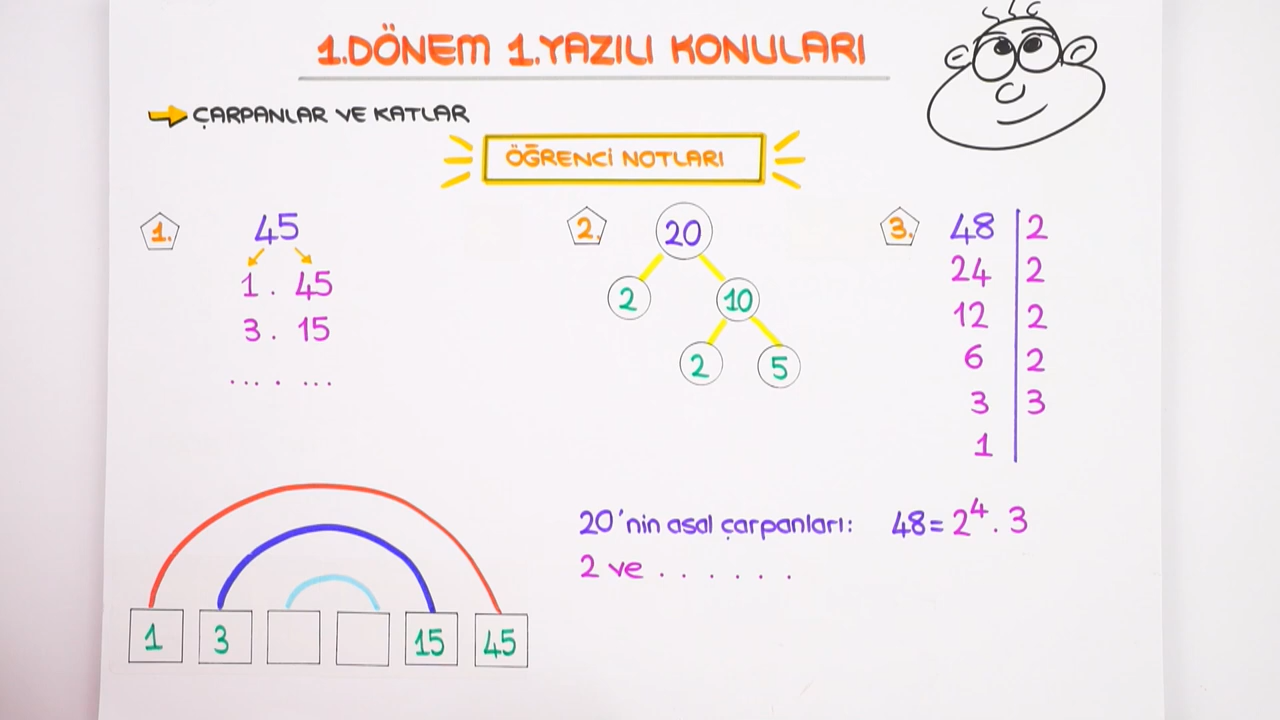 1.DÖNEM 1.YAZILI KONULARI
ÇARPANLAR VE KATLAR
ÖĞRENCİ NOTLARI
1.
45
1 . 45
3 . 15
... . ...
2.
20
2 10
2 5
3.
48 2
24 2
12 2
6 2
3 3
1
1 3 15 45
20'nin asal çarpanları:
2 ve . . . . . .
48 = 2⁴ . 3